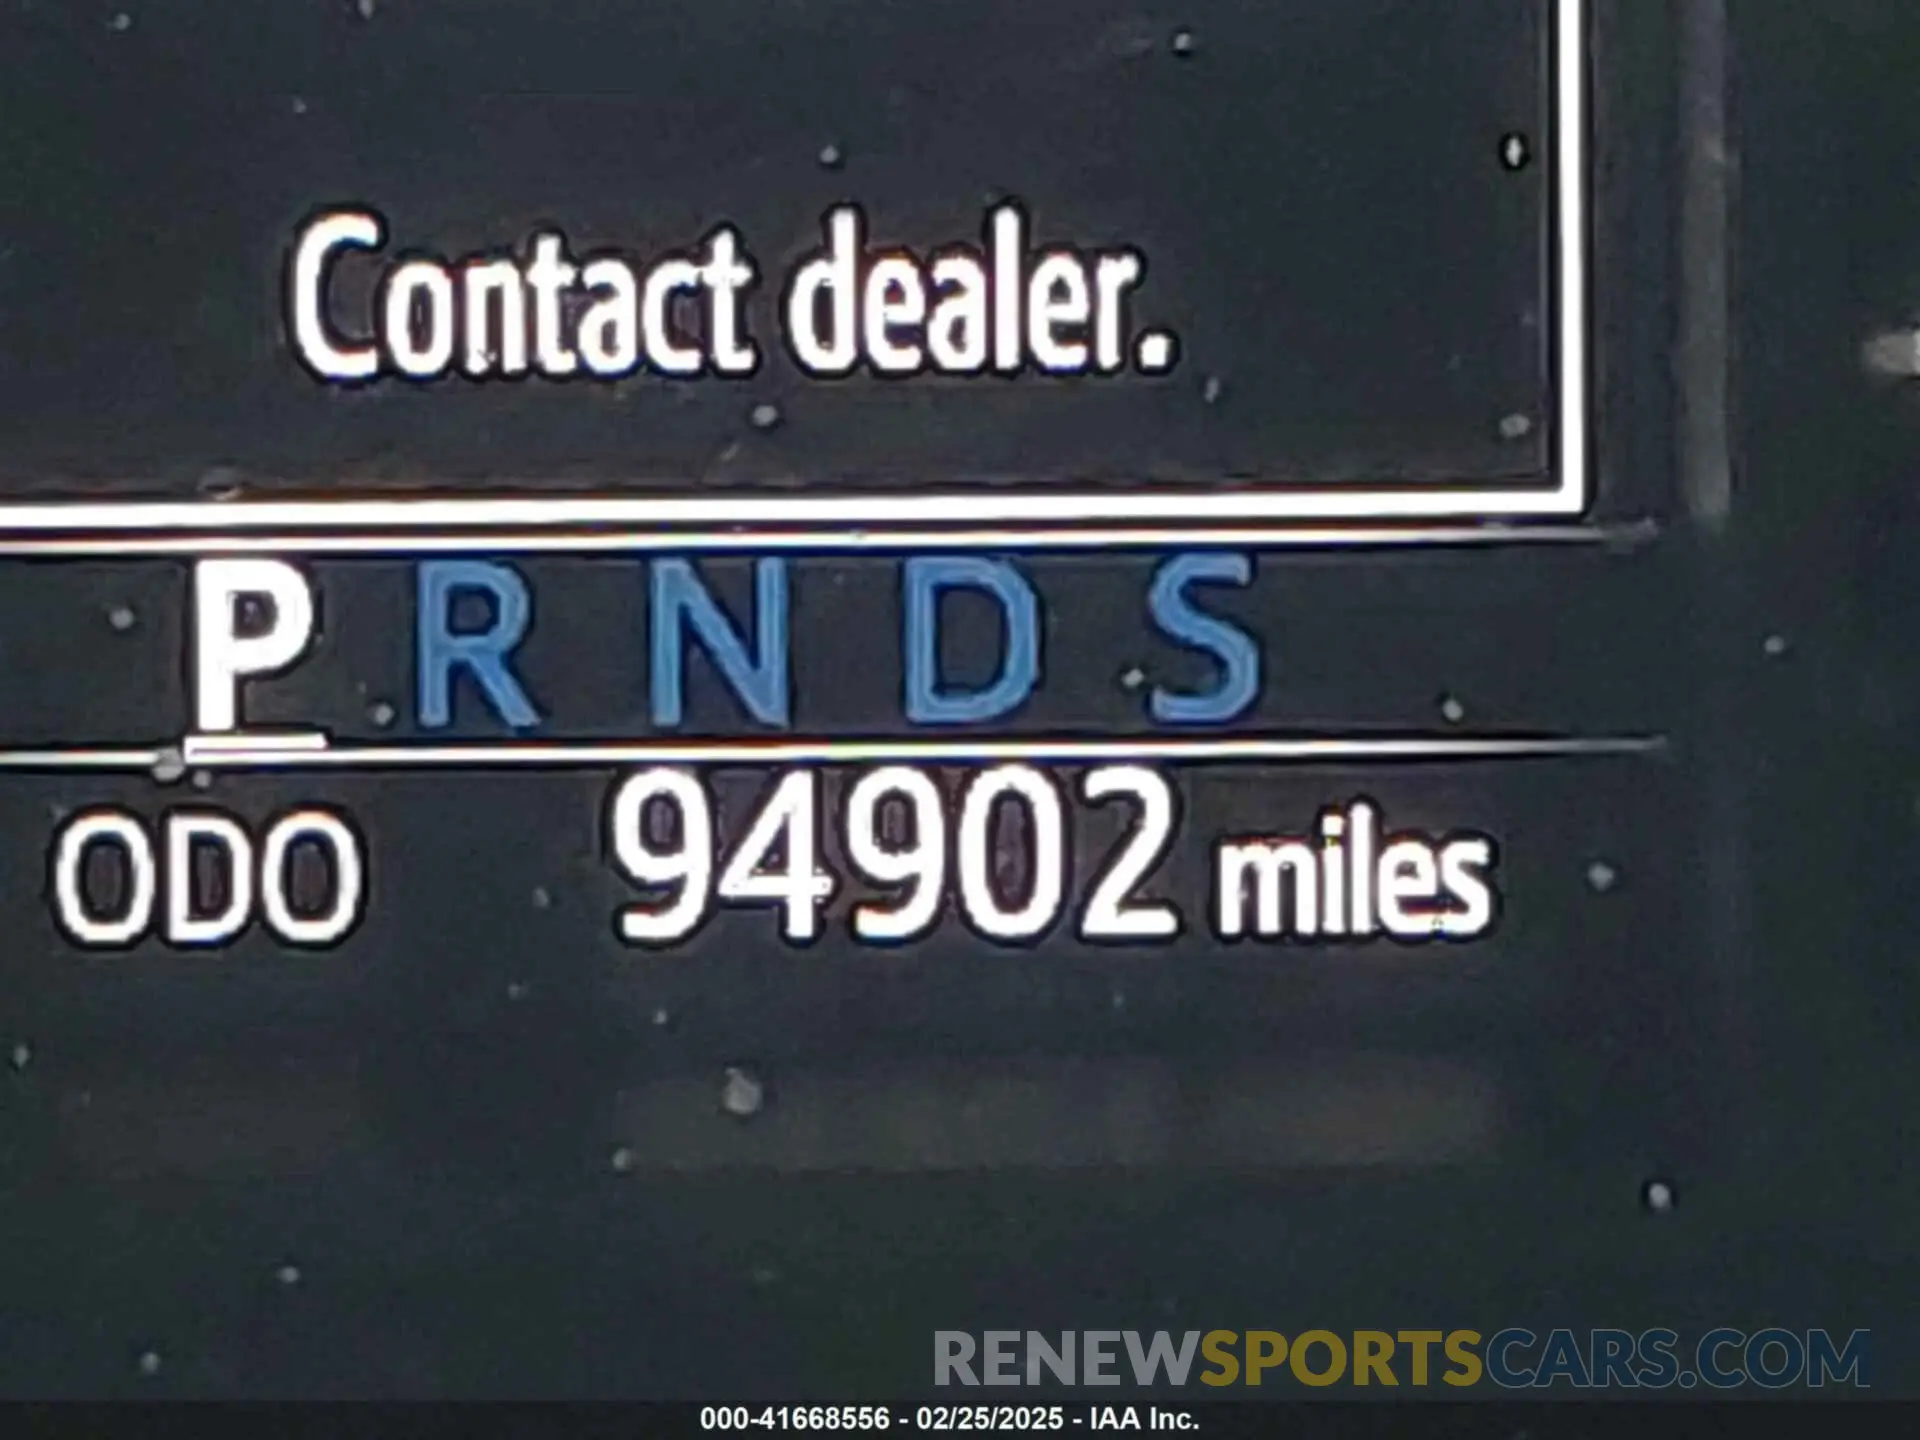 Contact dealer.
P R N D S
ODO 94902 miles
RENEWSPORTSCARS.COM
000-41668556 - 02/25/2025 - IAA Inc.